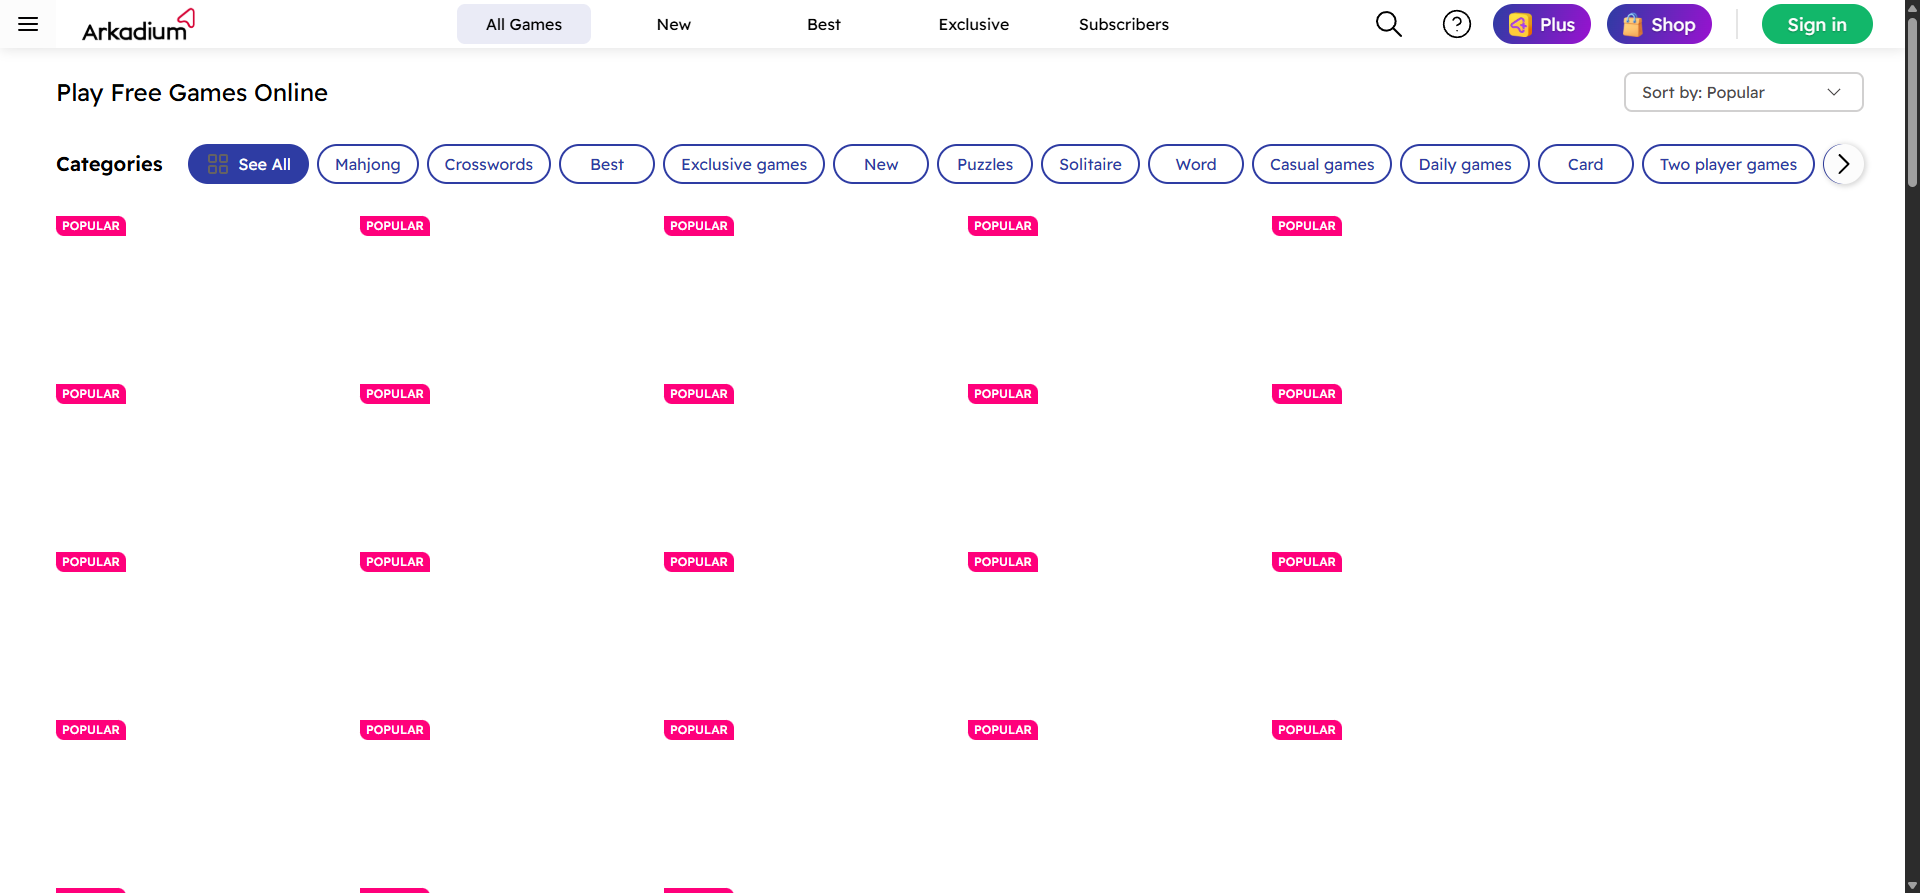 Arkadium
All Games New Best Exclusive Subscribers
Plus Shop Sign in
Play Free Games Online
Sort by: Popular
Categories See All Mahjong Crosswords Best Exclusive games New Puzzles Solitaire Word Casual games Daily games Card Two player games
POPULAR POPULAR POPULAR POPULAR POPULAR
POPULAR POPULAR POPULAR POPULAR POPULAR
POPULAR POPULAR POPULAR POPULAR POPULAR
POPULAR POPULAR POPULAR POPULAR POPULAR